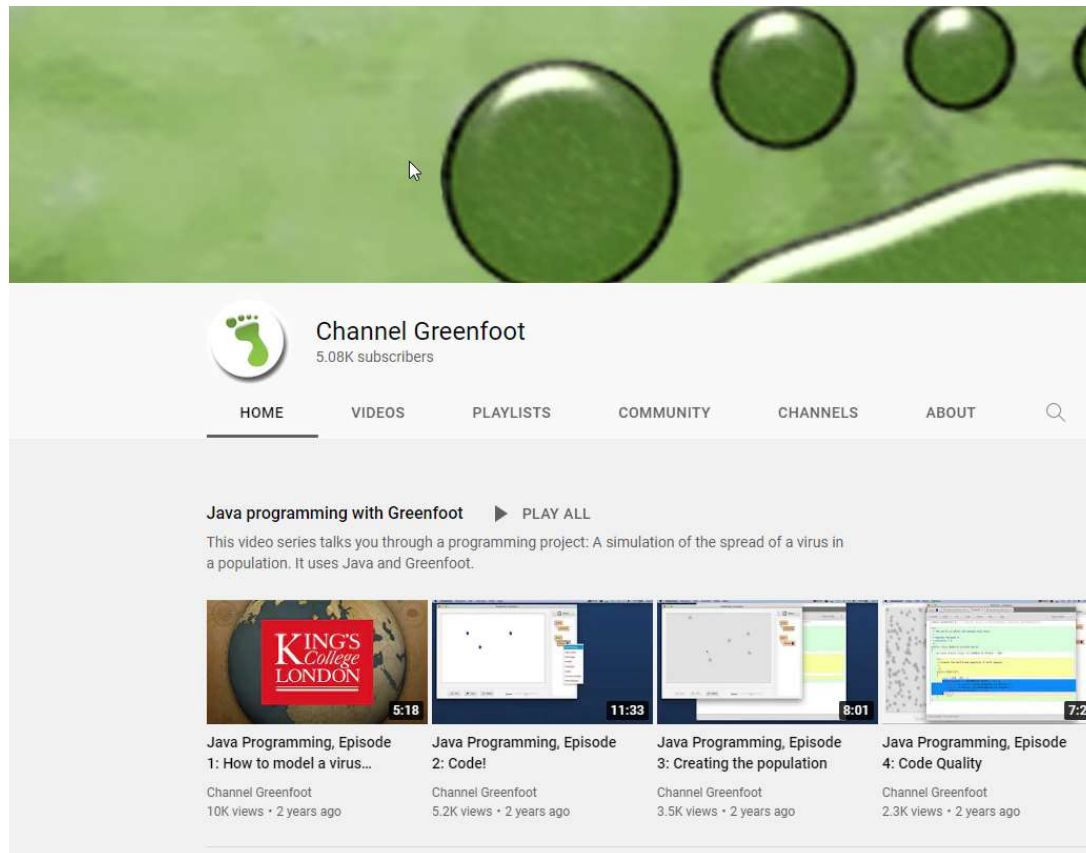 Channel Greenfoot
5.08K subscribers
HOME VIDEOS PLAYLISTS COMMUNITY CHANNELS ABOUT
Java programming with Greenfoot PLAY ALL
This video series talks you through a programming project: A simulation of the spread of a virus in
a population. It uses Java and Greenfoot.
KING'S
College
LONDON
5:18
11:33
8:01
Java Programming, Episode
1: How to model a virus...
Channel Greenfoot
10K views • 2 years ago
Java Programming, Episode
2: Code!
Channel Greenfoot
5.2K views • 2 years ago
Java Programming, Episode
3: Creating the population
Channel Greenfoot
3.5K views • 2 years ago
Java Programming, Episode
4: Code Quality
Channel Greenfoot
2.3K views • 2 years ago